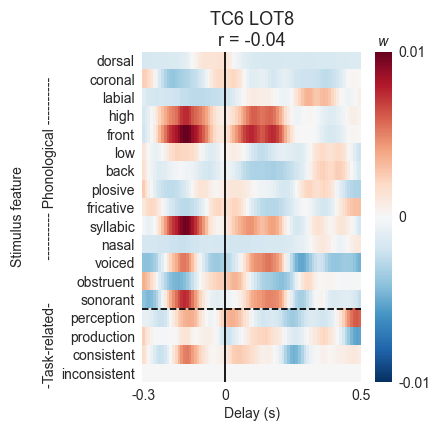 TC6 LOT8
r = -0.04
w
dorsal
coronal
labial
high
front
low
back
plosive
fricative
syllabic
nasal
voiced
obstruent
sonorant
perception
production
consistent
inconsistent
Stimulus feature
-Task-related- ---------- Phonological ----------
-0.3
0
0.5
Delay (s)
0.01
0
-0.01